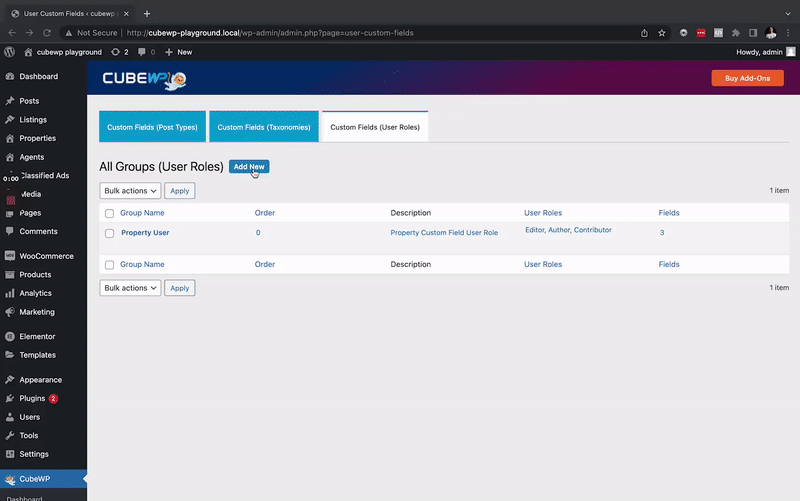 User Custom Fields ‹ cubewp p
Not Secure | http://cubewp-playground.local/wp-admin/admin.php?page=user-custom-fields
cubewp playground 2 0 New Howdy, admin
Dashboard
Posts
Listings
Properties
Agents
Classified Ads
0:00
Media
Pages
Comments
WooCommerce
Products
Analytics
Marketing
Elementor
Templates
Appearance
Plugins 2
Users
Tools
Settings
CubeWP
Dashboard
CUBEWP
Buy Add-Ons
Custom Fields (Post Types) Custom Fields (Taxonomies) Custom Fields (User Roles)
All Groups (User Roles) Add New
Bulk actions Apply 1 item
Group Name Order Description User Roles Fields
Property User 0 Property Custom Field User Role Editor, Author, Contributor 3
Group Name Order Description User Roles Fields
Bulk actions Apply 1 item